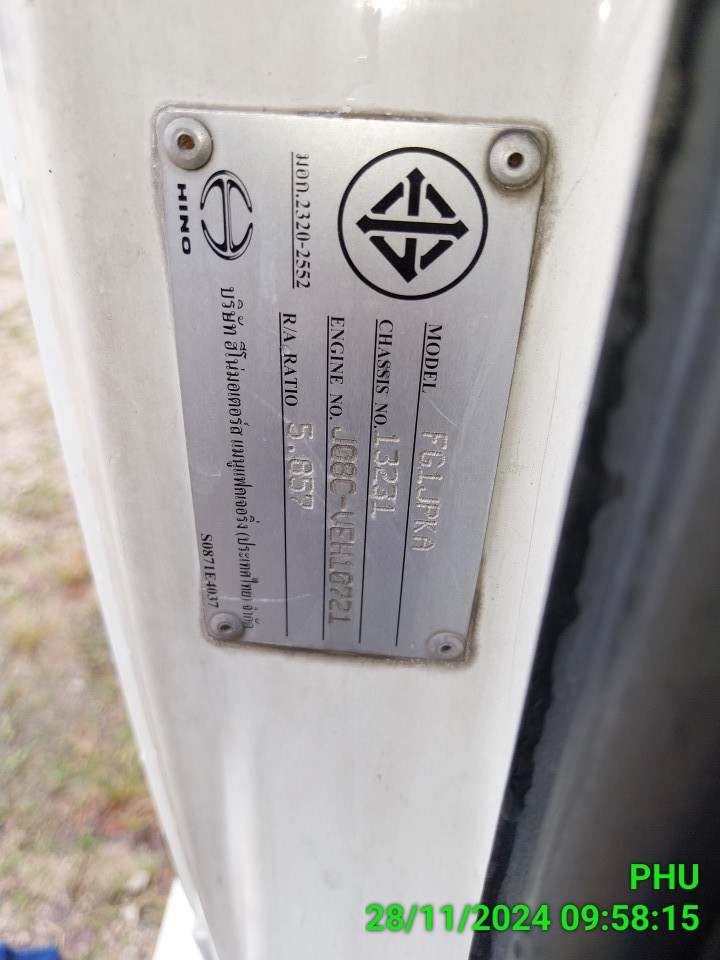 มอก.2320-2552
MODEL FG1JPKA
CHASSIS NO. 13231
ENGINE NO. J08C-VEH10721
R/A RATIO 5.857
HINO
บริษัท ฮีโน่มอเตอร์ส แมนูแฟคเจอริ่ง (ประเทศไทย) จำกัด
S0871E4037
PHU
28/11/2024 09:58:15